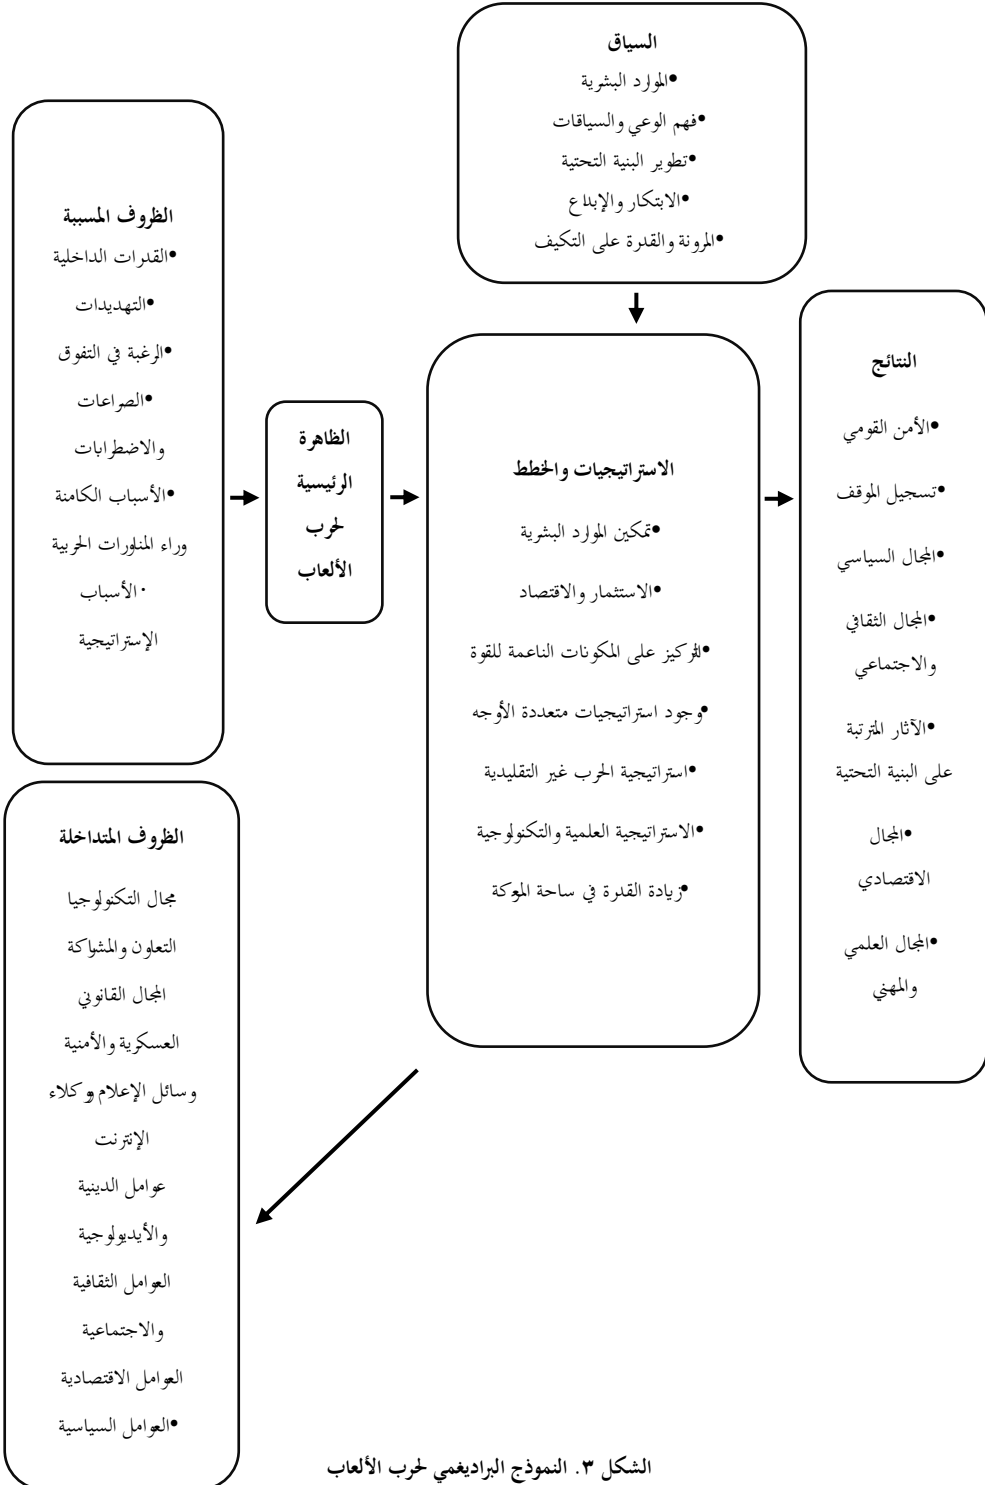 السياق
•الموارد البشرية
•فهم الوعي والسياقات
•تطوير البنية التحتية
•الابتكار والإبداع
•المرونة والقدرة على التكيف
الظروف المسببة
•القدرات الداخلية
•التهديدات
•الرغبة في التفوق
•الصراعات
والاضطرابات
•الأسباب الكامنة
وراء المناورات الحربية
·الأسباب
الإستراتيجية
الظاهرة
الرئيسية
لحرب
الألعاب
الاستراتيجيات والخطط
•تمكين الموارد البشرية
•الاستثمار والاقتصاد
•التركيز على المكونات الناعمة للقوة
•وجود استراتيجيات متعددة الأوجه
•استراتيجية الحرب غير التقليدية
•الاستراتيجية العلمية والتكنولوجية
•زيادة القدرة في ساحة المعركة
النتائج
•الأمن القومي
•تسجيل الموقف
•المجال السياسي
•المجال الثقافي
والاجتماعي
•الآثار المترتبة
على البنية التحتية
•المجال
الاقتصادي
•المجال العلمي
والمهني
الظروف المتداخلة
مجال التكنولوجيا
التعاون والمشاركة
المجال القانوني
العسكرية والأمنية
وسائل الإعلام ووكلاء
الإنترنت
عوامل الدينية
والأيديولوجية
العوامل الثقافية
والاجتماعية
العوامل الاقتصادية
•العوامل السياسية
الشكل ٣. النموذج البراديغمي لحرب الألعاب